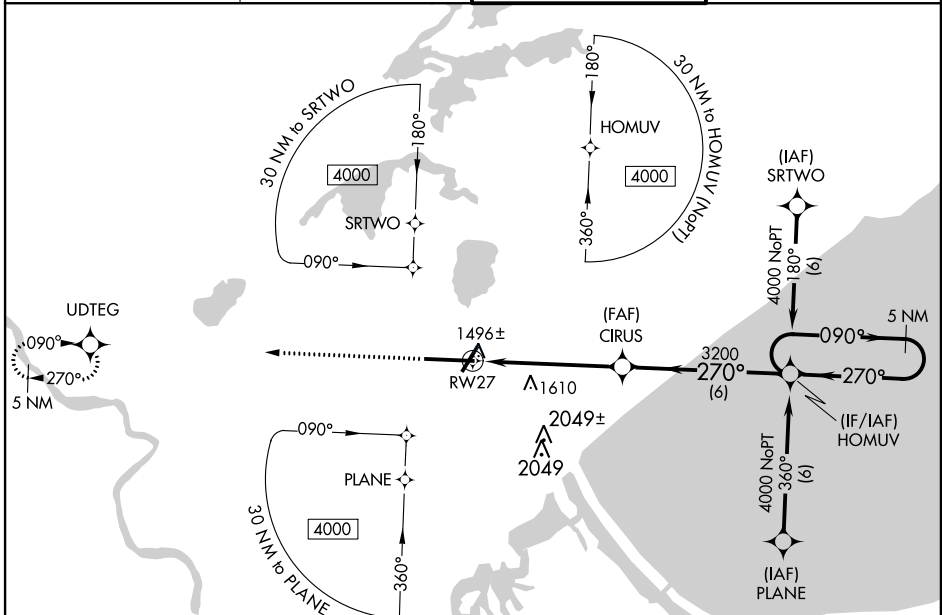 30 NM to SRTWO
180°
4000
SRTWO
090°
180°
HOMUV
30 NM to HOMUV (NoPT)
4000
360°
(IAF)
SRTWO
4000 NoPT
180°
(6)
UDTEG
090°
270°
5 NM
1496±
RW27
1610
(FAF)
CIRUS
3200
270°
(6)
090°
5 NM
270°
(IF/IAF)
HOMUV
2049±
2049
090°
PLANE
4000
360°
30 NM to PLANE
4000 NoPT
360°
(6)
(IAF)
PLANE